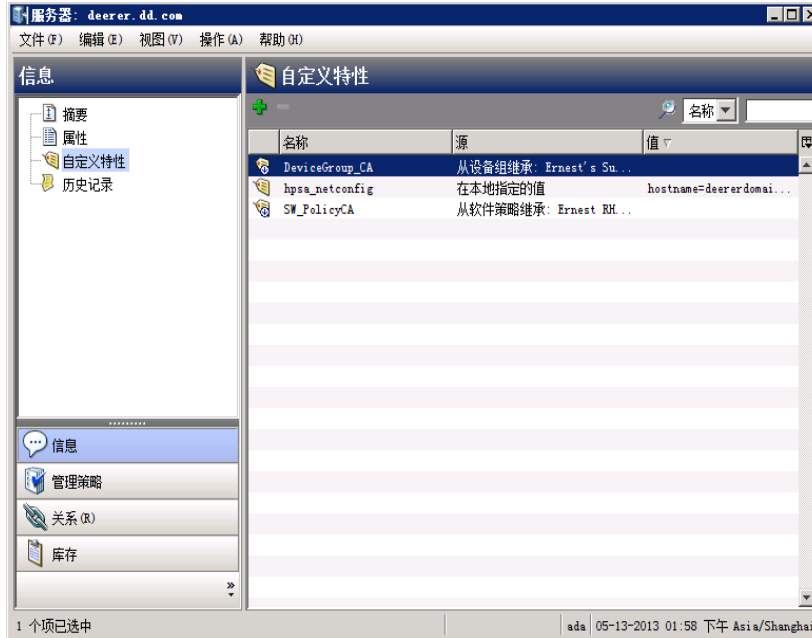 服务器: deerer.dd.com
文件(F) 编辑(E) 视图(V) 操作(A) 帮助(H)
信息
摘要
属性
自定义特性
历史记录
信息
管理策略
关系(R)
库存
自定义特性
名称
名称 源 值
DeviceGroup_CA 从设备组继承: Ernest's Su...
hpsa_netconfig 在本地指定的值 hostname=deererdomai...
SW_PolicyCA 从软件策略继承: Ernest RH...
1 个项已选中 ada 05-13-2013 01:58 下午 Asia/Shanghai